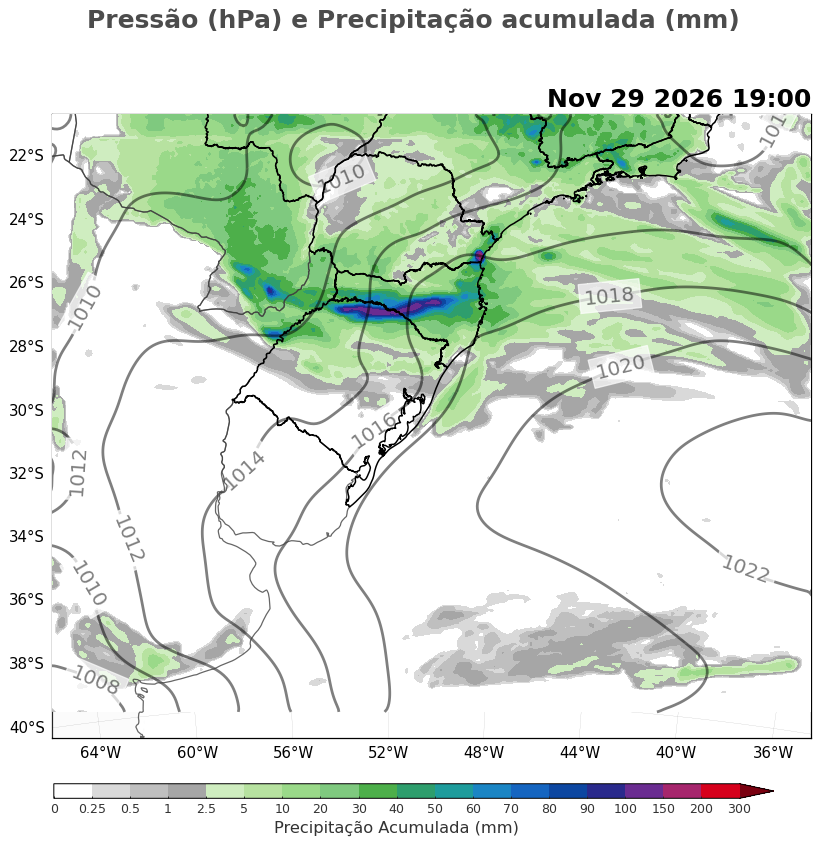 Pressão (hPa) e Precipitação acumulada (mm)
Nov 29 2026 19:00
22°S
24°S
26°S
28°S
30°S
32°S
34°S
36°S
38°S
40°S
1010
1010
1018
1020
1016
1014
1012
1012
1022
1010
1008
64°W 60°W 56°W 52°W 48°W 44°W 40°W 36°W
0 0.25 0.5 1 2.5 5 10 20 30 40 50 60 70 80 90 100 150 200 300
Precipitação Acumulada (mm)